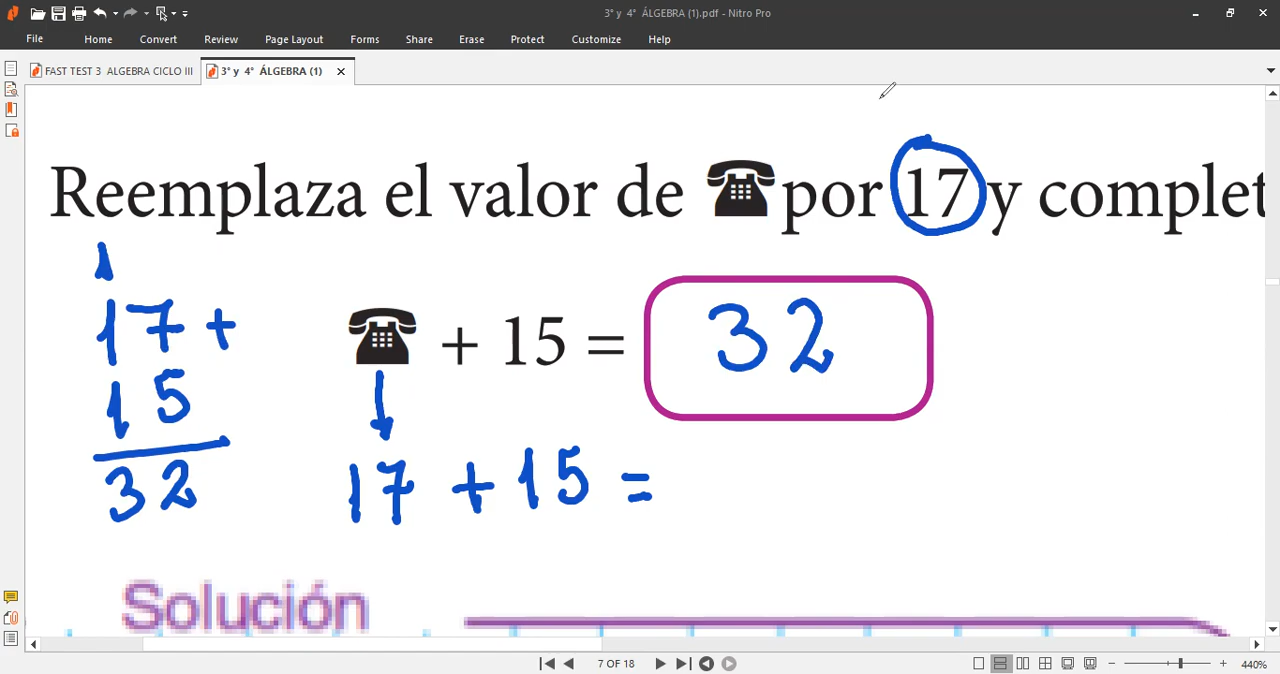 3° y 4° ÁLGEBRA (1).pdf - Nitro Pro
File Home Convert Review Page Layout Forms Share Erase Protect Customize Help
FAST TEST 3 ALGEBRA CICLO III 3° y 4° ÁLGEBRA (1)
Reemplaza el valor de ☎ por 17 y complet
1
17 +
15
32
☎ + 15 = 32
17 + 15 =
Solución
7 OF 18
440%